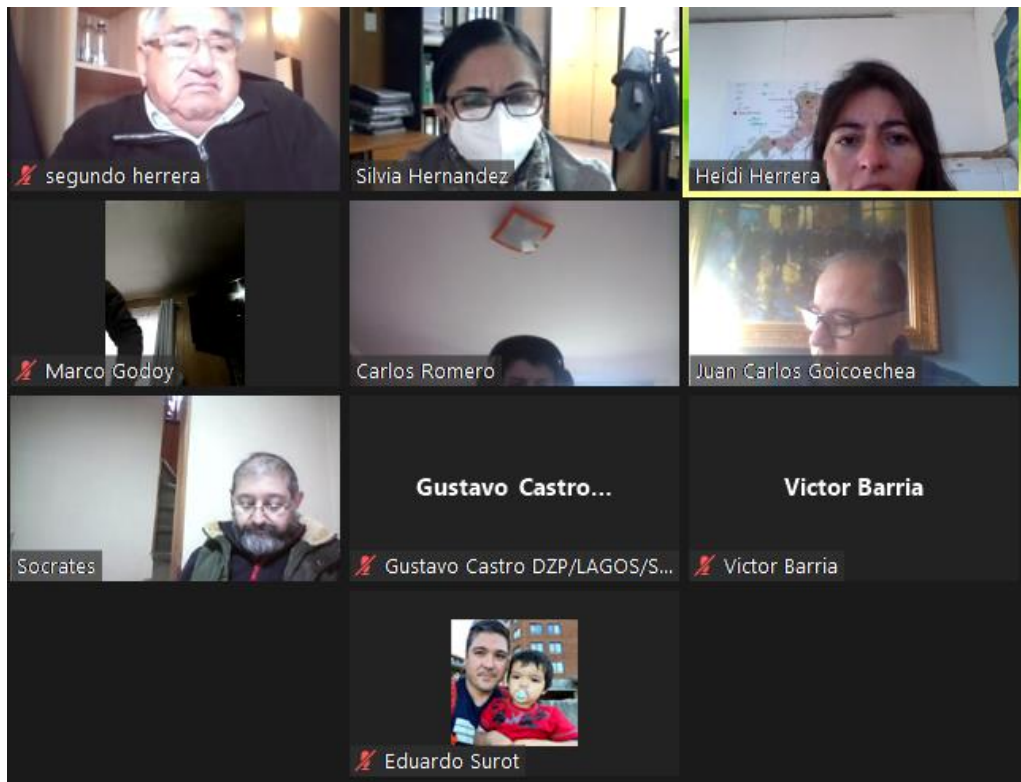 segundo herrera
Silvia Hernandez
Heidi Herrera
Marco Godoy
Carlos Romero
Juan Carlos Goicoechea
Socrates
Gustavo Castro...
Victor Barria
Gustavo Castro DZP/LAGOS/S...
Victor Barria
Eduardo Surot